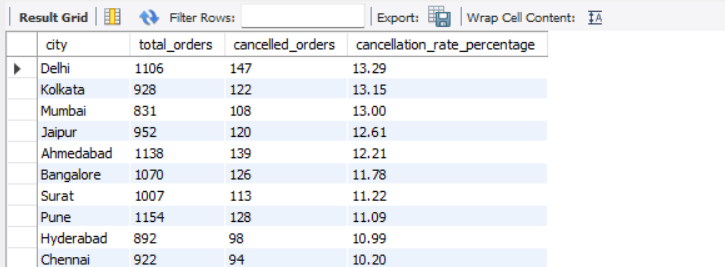 Result Grid Filter Rows: Export: Wrap Cell Content: IA
city total_orders cancelled_orders cancellation_rate_percentage
Delhi 1106 147 13.29
Kolkata 928 122 13.15
Mumbai 831 108 13.00
Jaipur 952 120 12.61
Ahmedabad 1138 139 12.21
Bangalore 1070 126 11.78
Surat 1007 113 11.22
Pune 1154 128 11.09
Hyderabad 892 98 10.99
Chennai 922 94 10.20